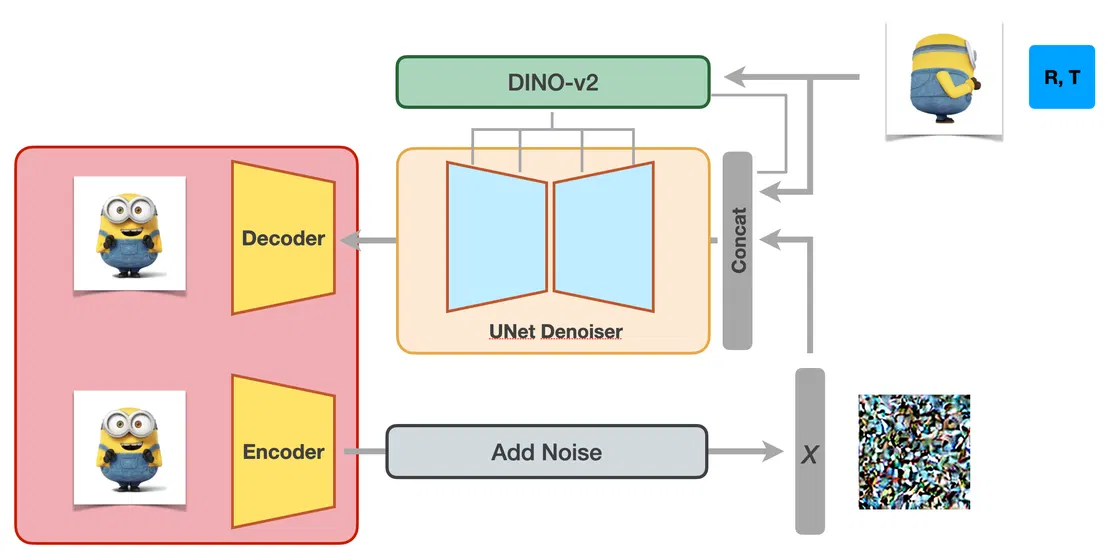 DINO-v2
R, T
Decoder
Concat
UNet Denoiser
Encoder
Add Noise
X